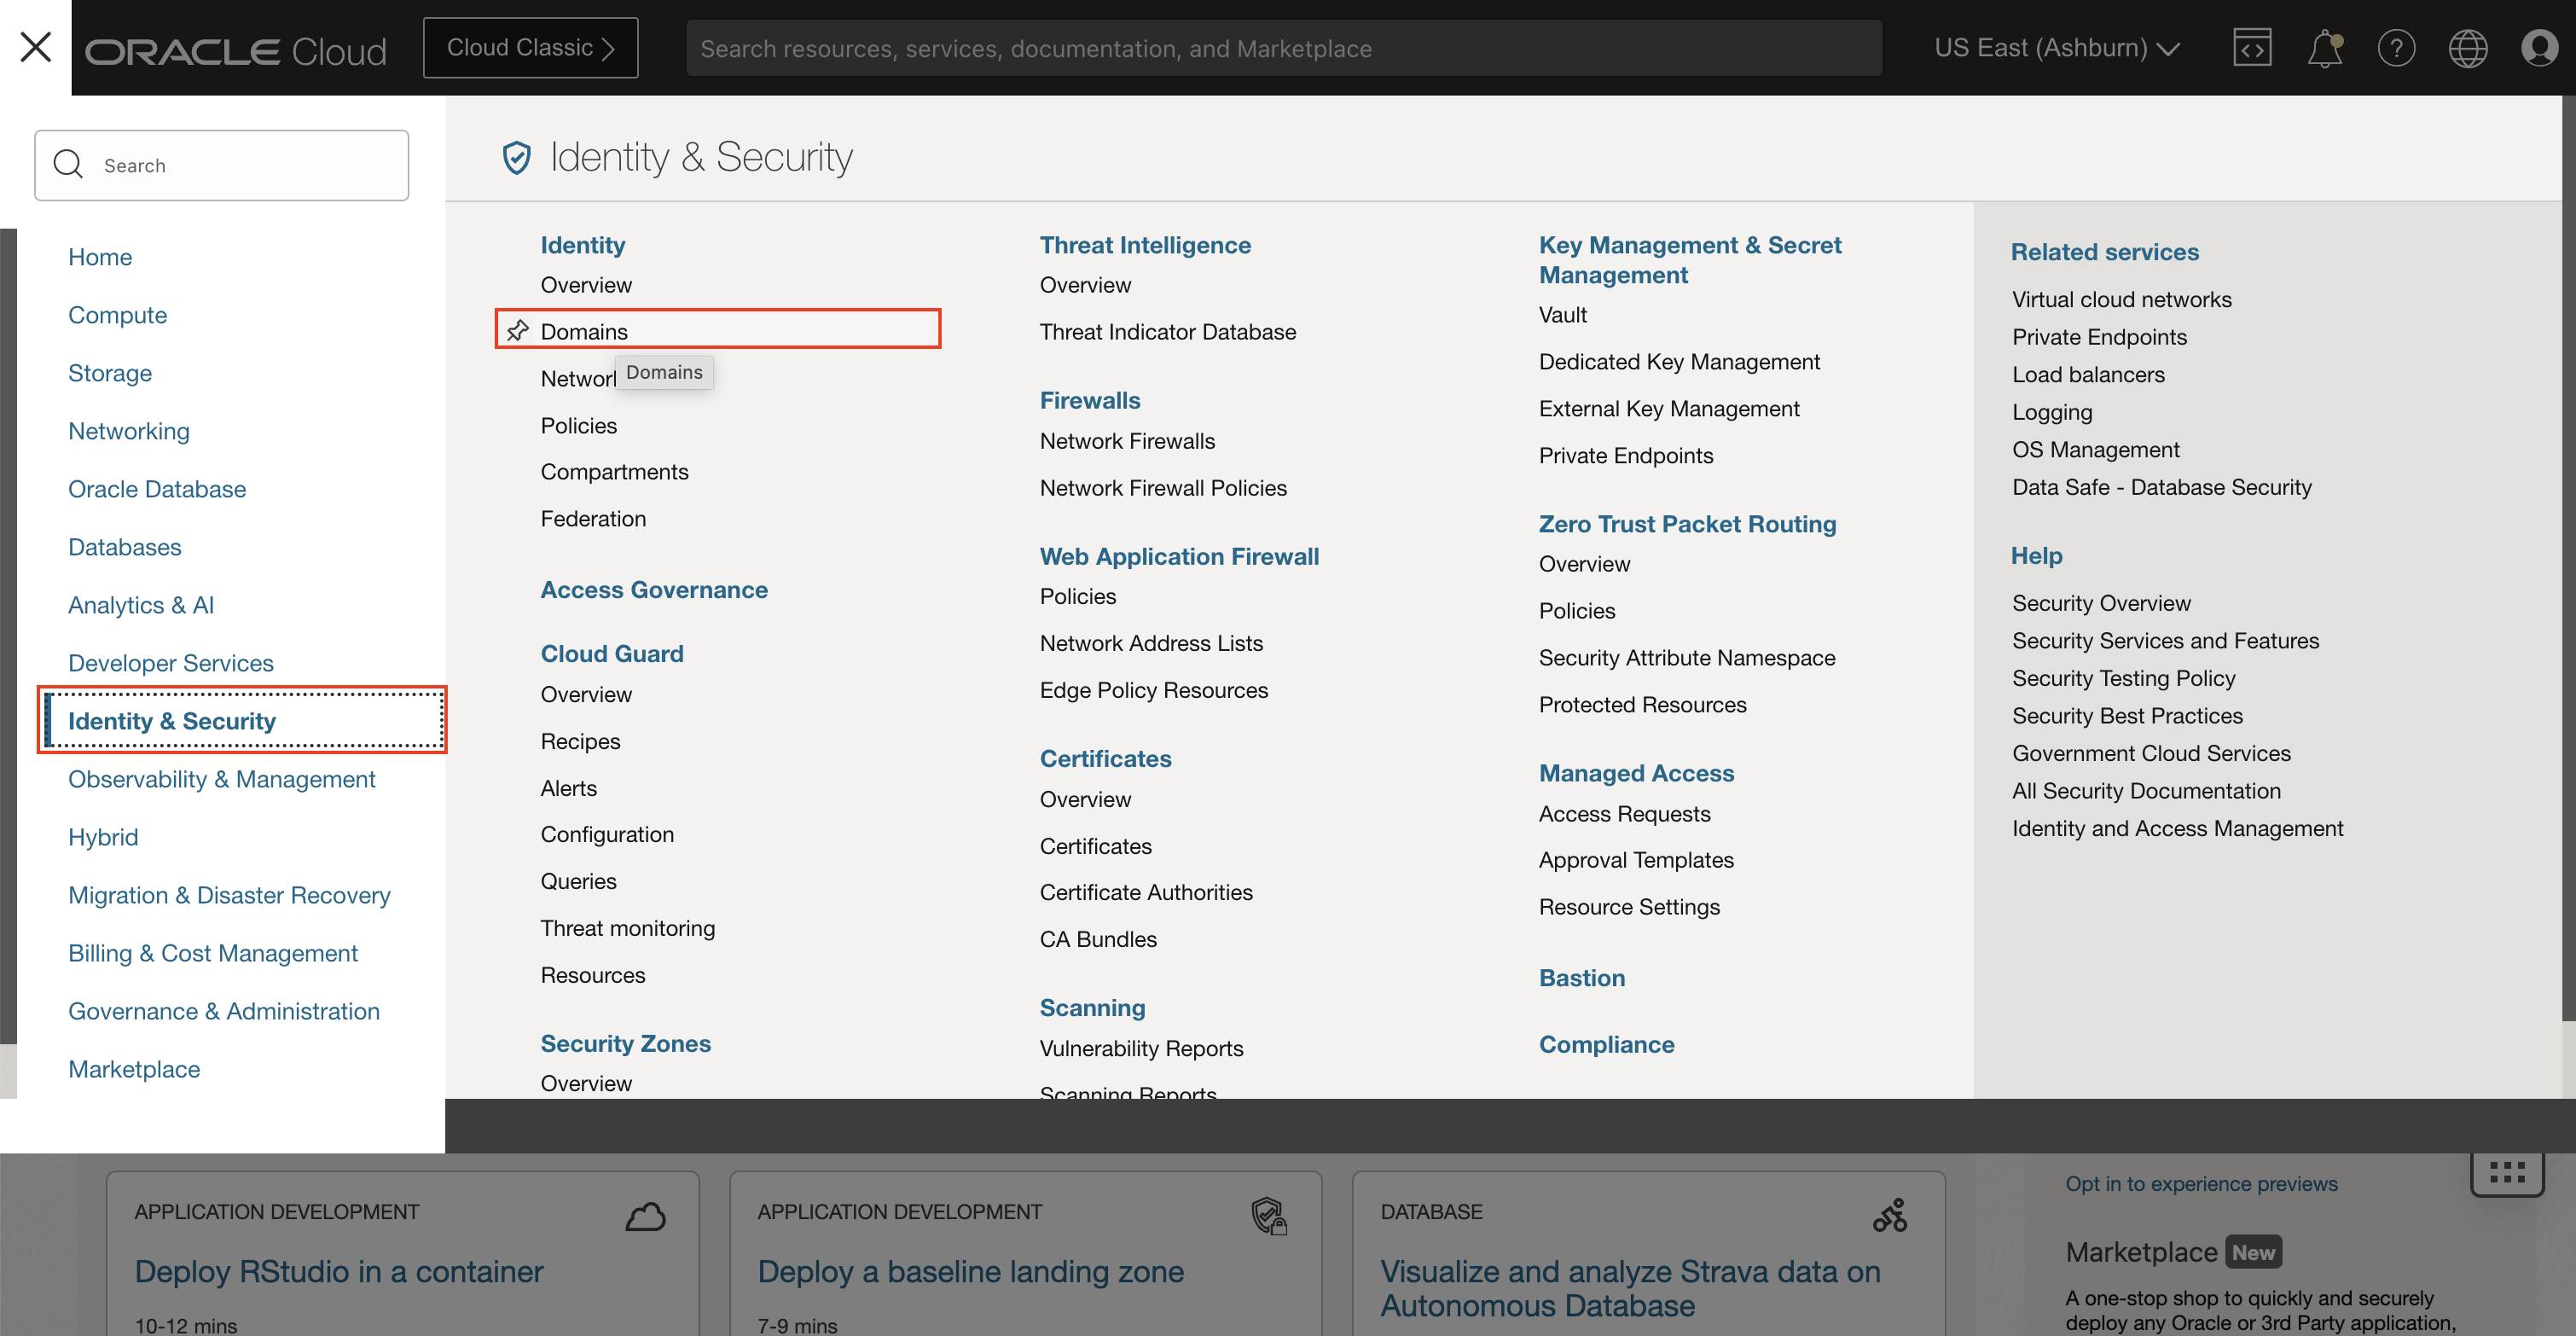 ORACLE Cloud
Cloud Classic
Search resources, services, documentation, and Marketplace
US East (Ashburn)
Search
Home
Compute
Storage
Networking
Oracle Database
Databases
Analytics & AI
Developer Services
Identity & Security
Observability & Management
Hybrid
Migration & Disaster Recovery
Billing & Cost Management
Governance & Administration
Marketplace
Identity & Security
Identity
Overview
Domains
Domains
Policies
Compartments
Federation
Access Governance
Cloud Guard
Overview
Recipes
Alerts
Configuration
Queries
Threat monitoring
Resources
Security Zones
Overview
Threat Intelligence
Overview
Threat Indicator Database
Firewalls
Network Firewalls
Network Firewall Policies
Web Application Firewall
Policies
Network Address Lists
Edge Policy Resources
Certificates
Overview
Certificates
Certificate Authorities
CA Bundles
Scanning
Vulnerability Reports
Scanning Reports
Key Management & Secret
Management
Vault
Dedicated Key Management
External Key Management
Private Endpoints
Zero Trust Packet Routing
Overview
Policies
Security Attribute Namespace
Protected Resources
Managed Access
Access Requests
Approval Templates
Resource Settings
Bastion
Compliance
Related services
Virtual cloud networks
Private Endpoints
Load balancers
Logging
OS Management
Data Safe - Database Security
Help
Security Overview
Security Services and Features
Security Testing Policy
Security Best Practices
Government Cloud Services
All Security Documentation
Identity and Access Management
APPLICATION DEVELOPMENT
Deploy RStudio in a container
10-12 mins
APPLICATION DEVELOPMENT
Deploy a baseline landing zone
7-9 mins
DATABASE
Visualize and analyze Strava data on
Autonomous Database
Opt in to experience previews
Marketplace New
A one-stop shop to quickly and securely
deploy any Oracle or 3rd Party application,